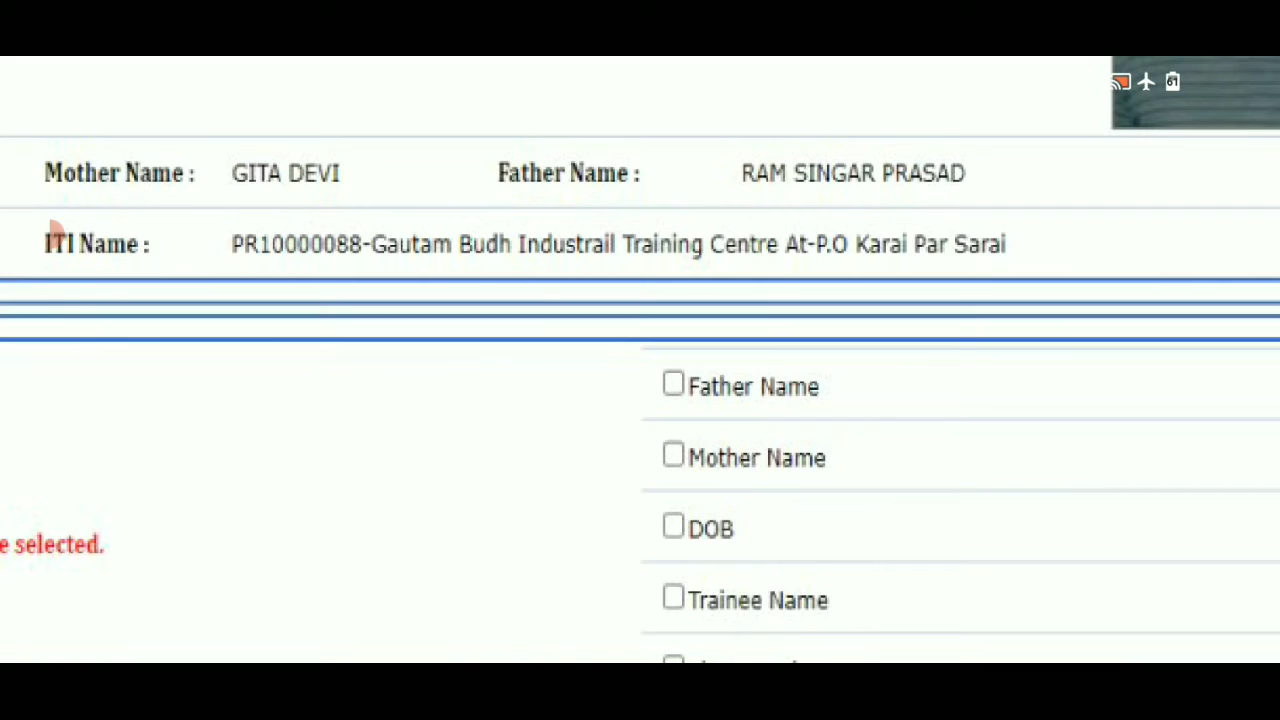 61
Mother Name : GITA DEVI Father Name : RAM SINGAR PRASAD
ITI Name : PR10000088-Gautam Budh Industrail Training Centre At-P.O Karai Par Sarai
Father Name
Mother Name
DOB
e selected.
Trainee Name